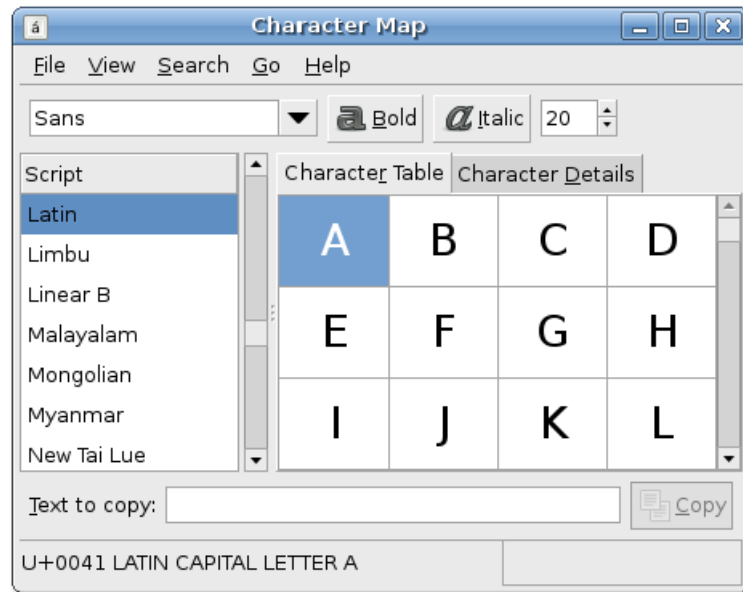 á Character Map
File View Search Go Help
Sans a Bold a Italic 20
Script
Latin
Limbu
Linear B
Malayalam
Mongolian
Myanmar
New Tai Lue
Character Table Character Details
A B C D
E F G H
I J K L
Text to copy: Copy
U+0041 LATIN CAPITAL LETTER A